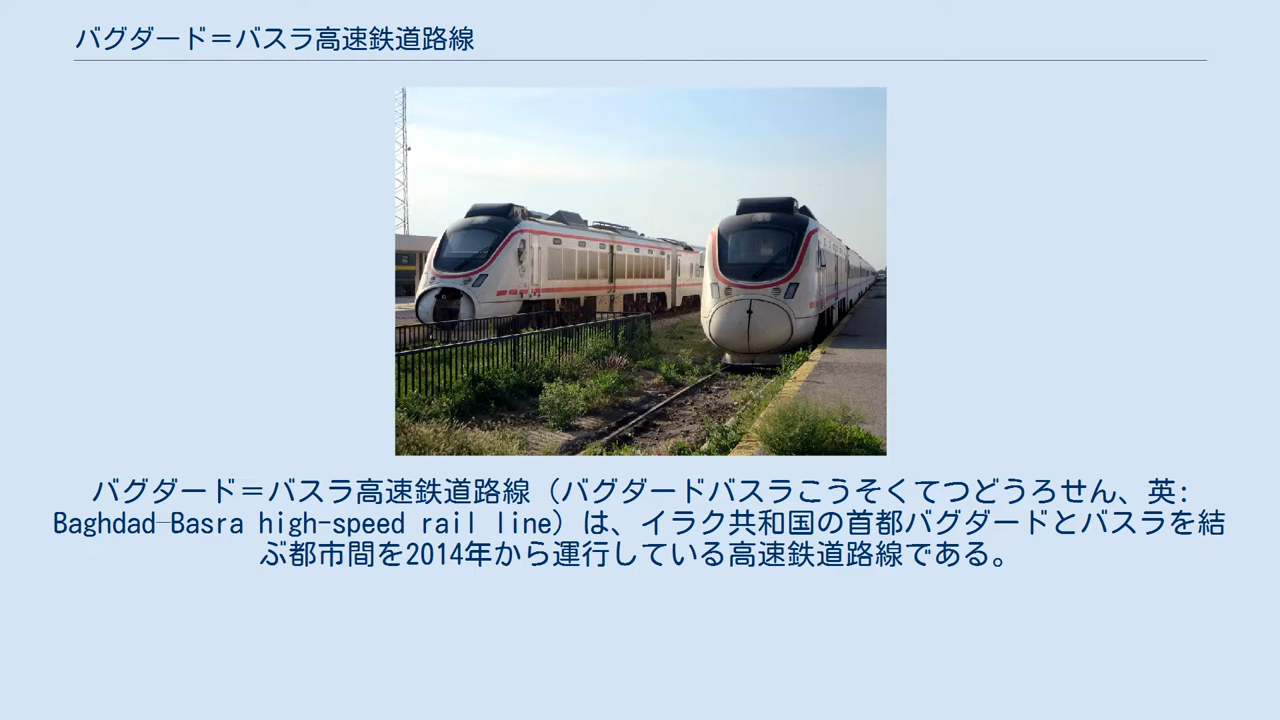 バグダード＝バスラ高速鉄道路線
バグダード＝バスラ高速鉄道路線（バグダードバスラこうそくてつどうろせん、英:
Baghdad–Basra high-speed rail line）は、イラク共和国の首都バグダードとバスラを結
ぶ都市間を2014年から運行している高速鉄道路線である。